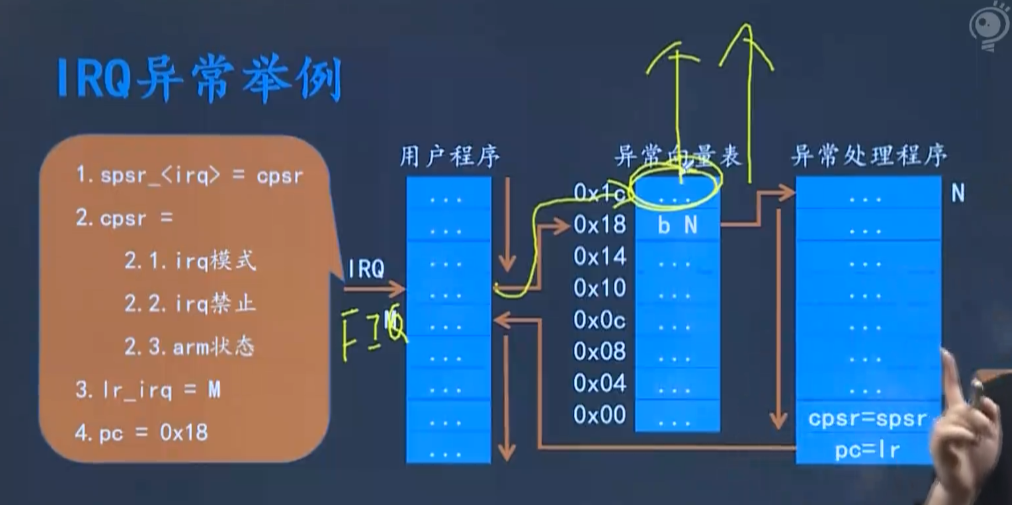 IRQ异常举例
1.spsr_<irq> = cpsr
2.cpsr =
2.1.irq模式
2.2.irq禁止
2.3.arm状态
3.lr_irq = M
4.pc = 0x18
IRQ
FIQ
M
用户程序
...
...
...
...
...
...
...
...
...
异常向量表
0x1c ...
0x18 b N
0x14 ...
0x10 ...
0x0c ...
0x08 ...
0x04 ...
0x00 ...
异常处理程序
... N
...
...
...
...
...
...
cpsr=spsr
pc=lr